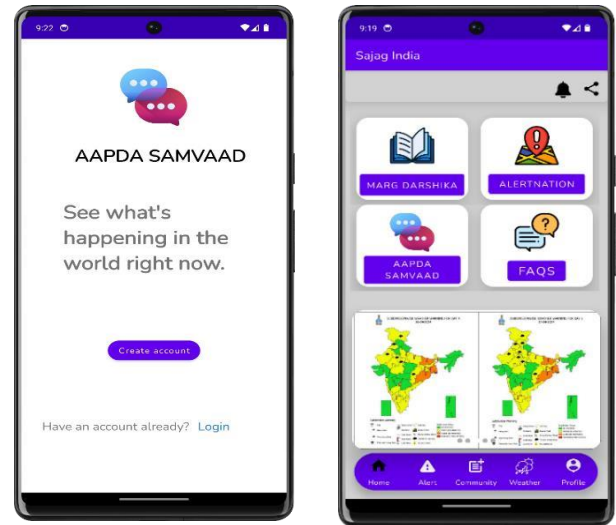 9:22
AAPDA SAMVAAD
See what's
happening in the
world right now.
Create account
Have an account already? Login
9:19
Sajag India
MARG DARSHIKA
ALERTNATION
AAPDA
SAMVAAD
FAQS
Home
Alert
Community
Weather
Profile